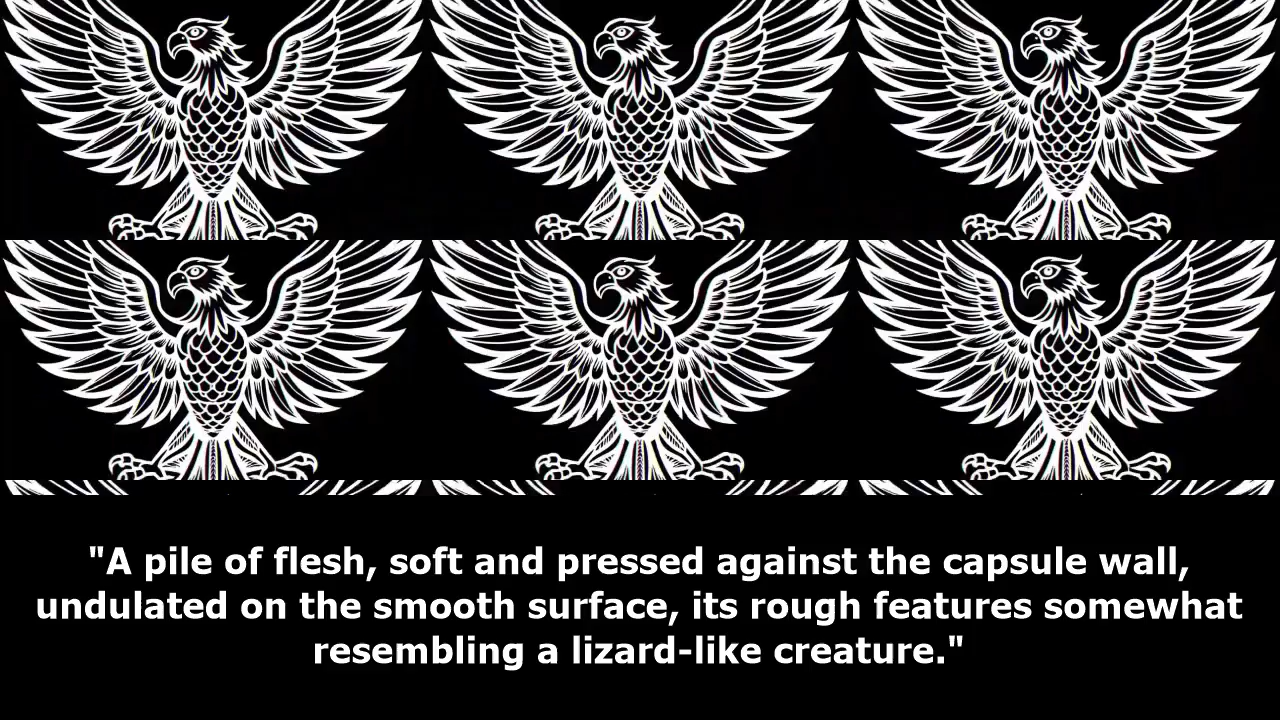 "A pile of flesh, soft and pressed against the capsule wall,
undulated on the smooth surface, its rough features somewhat
resembling a lizard-like creature."